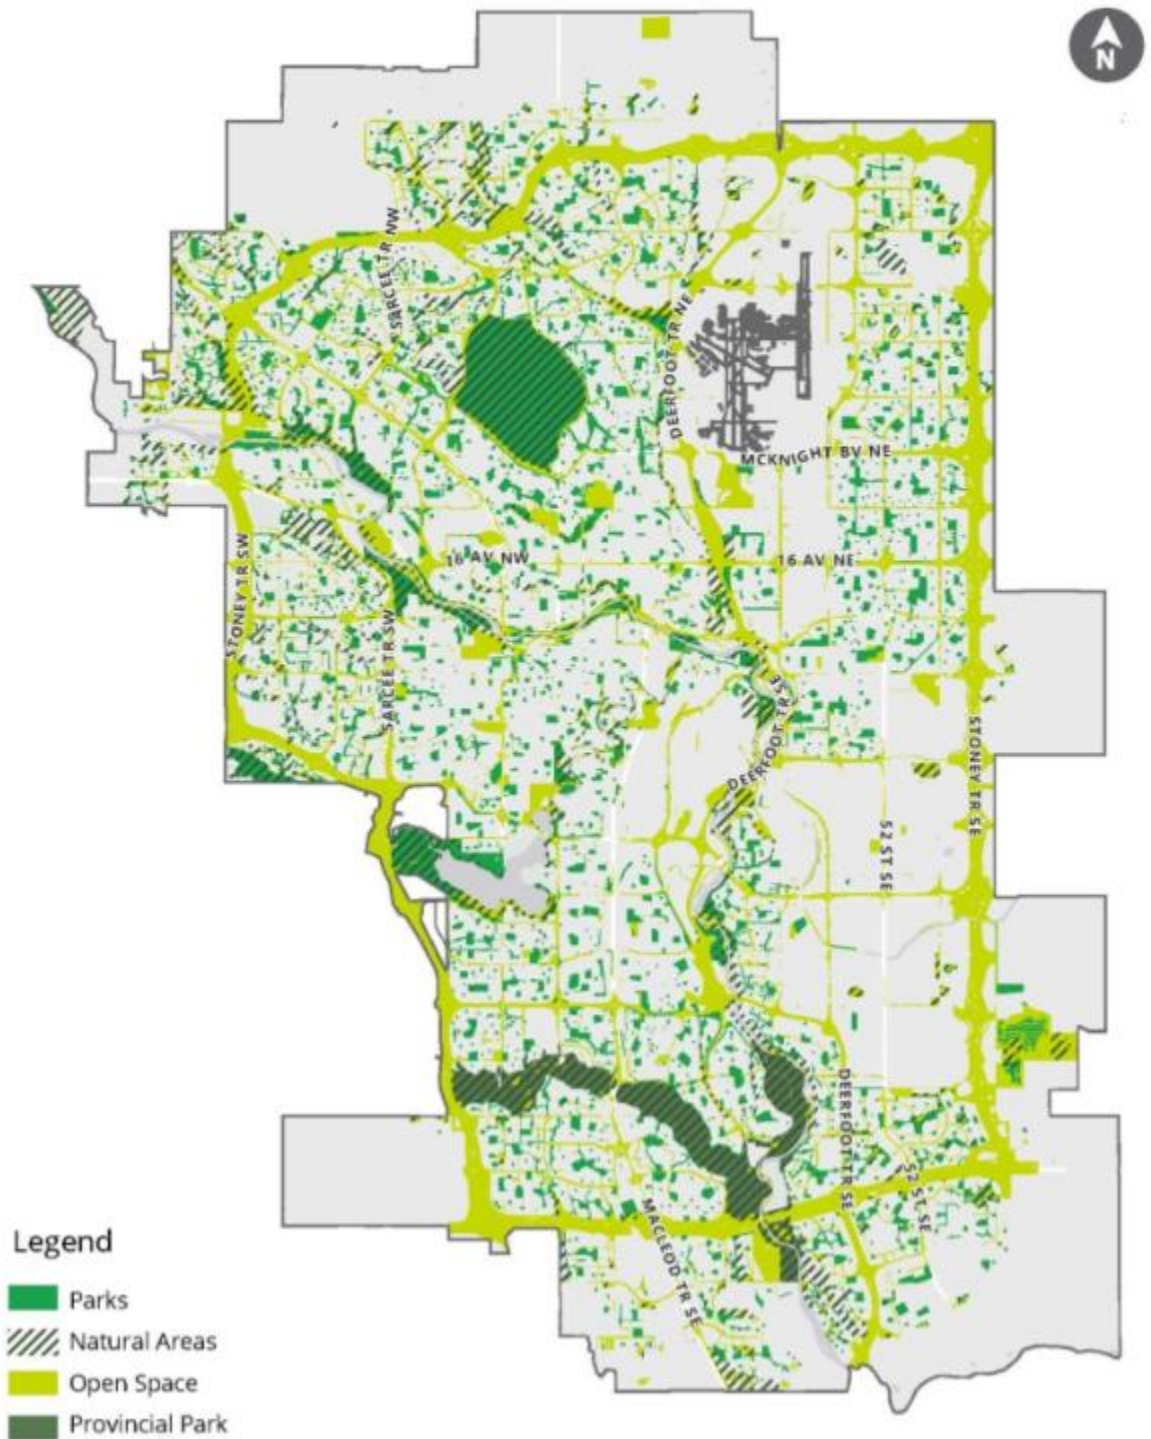 N
SARCEE TR NW
DEERFOOT TR NE
MCKNIGHT BV NE
16 AV NW
16 AV NE
STONEY TR SW
SARCEE TR SW
DEERFOOT TR SE
STONEY TR SE
52 ST SE
DEERFOOT TR SE
52 ST SE
MACLEOD TR SE
Legend
Parks
Natural Areas
Open Space
Provincial Park